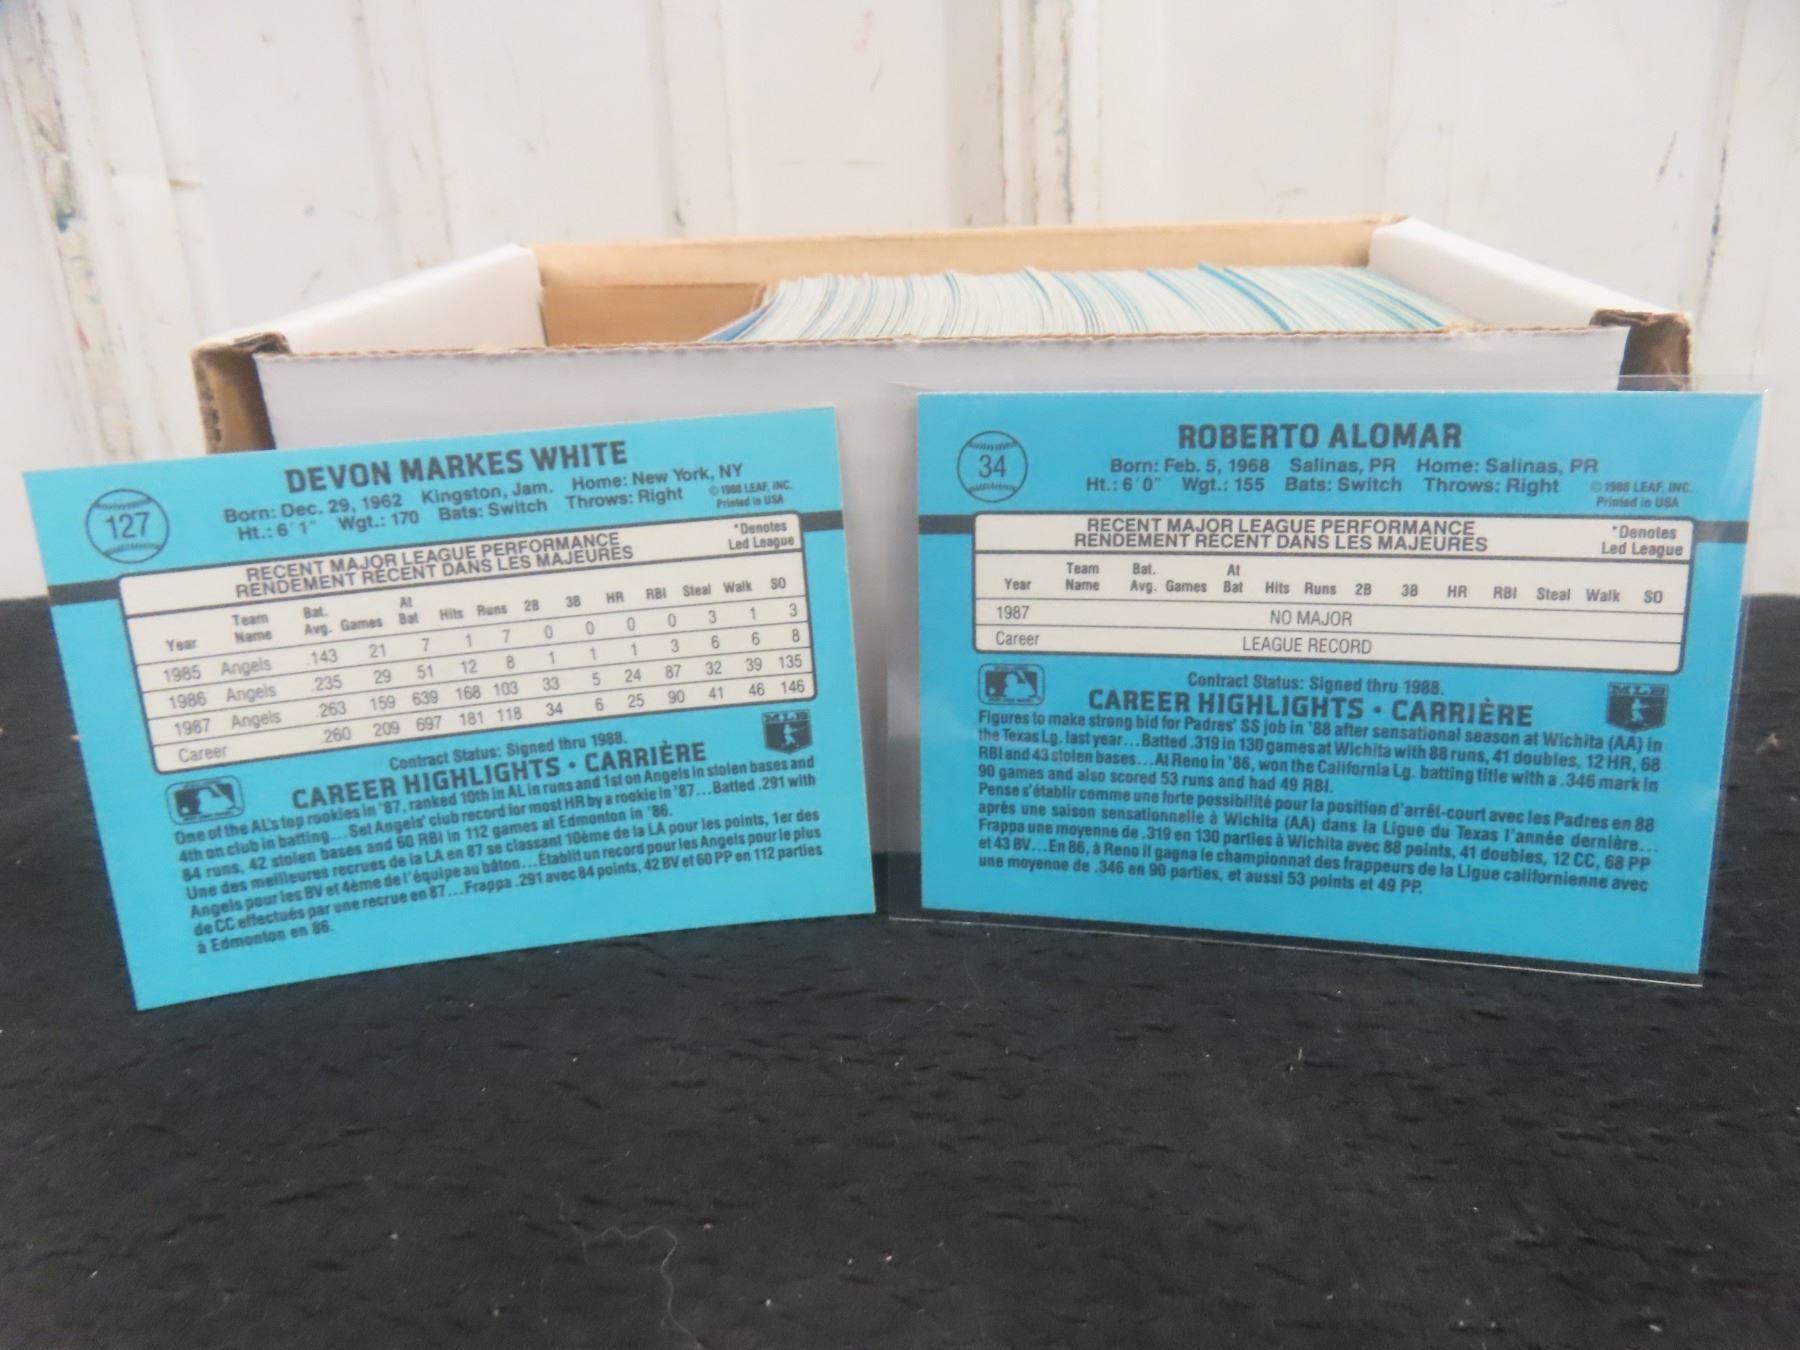 127
DEVON MARKES WHITE
Born: Dec. 29, 1962 Kingston, Jam. Home: New York, NY
Ht.: 6'1" Wgt.: 170 Bats: Switch Throws: Right
©1988 LEAF, INC.
Printed in USA
RECENT MAJOR LEAGUE PERFORMANCE
RENDEMENT RÉCENT DANS LES MAJEURES
*Denotes
Led League
Year Team Name Bat. Avg. Games At Bat Hits Runs 2B 3B HR RBI Steal Walk SO
1985 Angels .143 21 7 1 7 0 0 0 0 3 1 3
1986 Angels .235 29 51 12 8 1 1 1 3 6 6 8
1987 Angels .263 159 639 168 103 33 5 24 87 32 39 135
Career .260 209 697 181 118 34 6 25 90 41 46 146
Contract Status: Signed thru 1988.
CAREER HIGHLIGHTS • CARRIÈRE
MLB
One of the AL's top rookies in '87, ranked 10th in AL in runs and 1st on Angels in stolen bases and
4th on club in batting...Set Angels' club record for most HR by a rookie in '87...Batted .291 with
84 runs, 42 stolen bases and 60 RBI in 112 games at Edmonton in '86.
Une des meilleures recrues de la LA en 87 se classant 10ème de la LA pour les points, 1er des
Angels pour les BV et 4ème de l'équipe au bâton...Établit un record pour les Angels pour le plus
de CC effectués par une recrue en 87...Frappa .291 avec 84 points, 42 BV et 60 PP en 112 parties
à Edmonton en 86.
34
ROBERTO ALOMAR
Born: Feb. 5, 1968 Salinas, PR Home: Salinas, PR
Ht.: 6'0" Wgt.: 155 Bats: Switch Throws: Right
©1988 LEAF, INC.
Printed in USA
RECENT MAJOR LEAGUE PERFORMANCE
RENDEMENT RÉCENT DANS LES MAJEURES
*Denotes
Led League
Year Team Name Bat. Avg. Games At Bat Hits Runs 2B 3B HR RBI Steal Walk SO
1987 NO MAJOR
Career LEAGUE RECORD
Contract Status: Signed thru 1988.
CAREER HIGHLIGHTS • CARRIÈRE
MLB
Figures to make strong bid for Padres' SS job in '88 after sensational season at Wichita (AA) in
the Texas Lg. last year...Batted .319 in 130 games at Wichita with 88 runs, 41 doubles, 12 HR, 68
RBI and 43 stolen bases...At Reno in '86, won the California Lg. batting title with a .346 mark in
90 games and also scored 53 runs and had 49 RBI.
Pense s'établir comme une forte possibilité pour la position d'arrêt-court avec les Padres en 88
après une saison sensationnelle à Wichita (AA) dans la Ligue du Texas l'année dernière...
Frappa une moyenne de .319 en 130 parties à Wichita avec 88 points, 41 doubles, 12 CC, 68 PP
et 43 BV...En 86, à Reno il gagna le championnat des frappeurs de la Ligue californienne avec
une moyenne de .346 en 90 parties, et aussi 53 points et 49 PP.